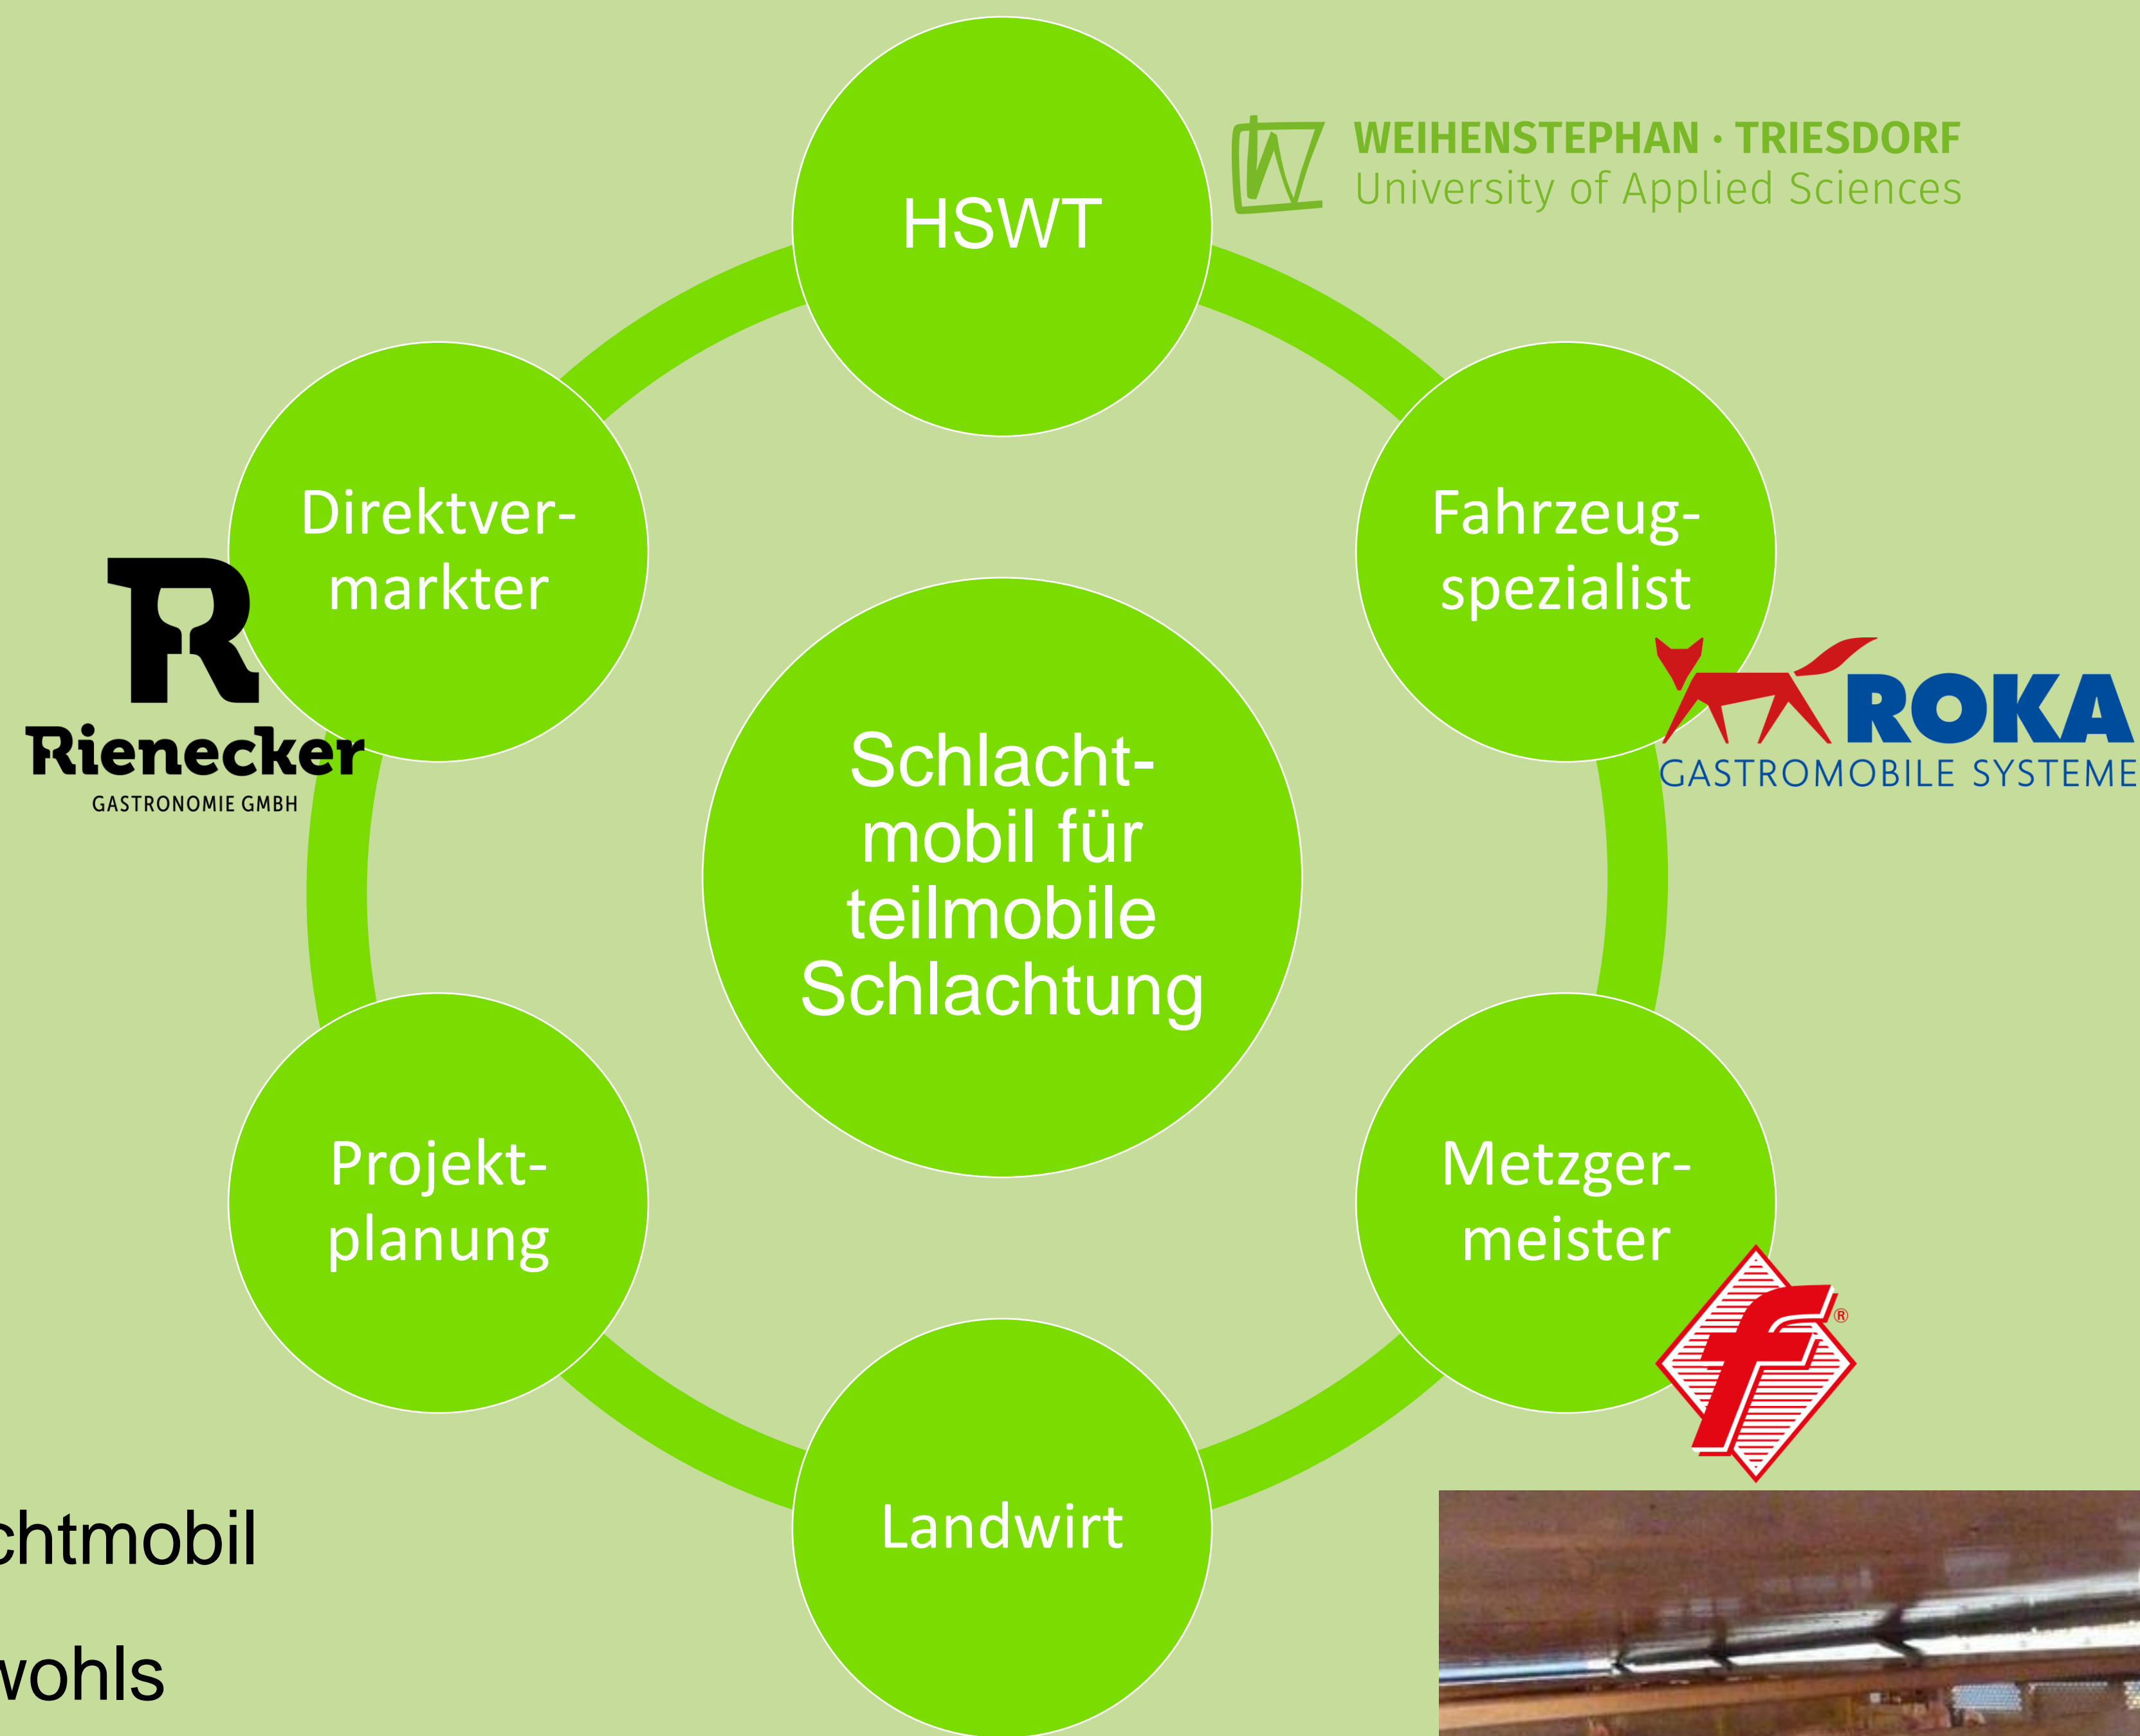 HSWT
WEIHENSTEPHAN · TRIESDORF
University of Applied Sciences
Direktver-
markter
R
Rienecker
GASTRONOMIE GMBH
Fahrzeug-
spezialist
ROKA
GASTROMOBILE SYSTEME
Schlacht-
mobil für
teilmobile
Schlachtung
Projekt-
planung
Metzger-
meister
f®
Landwirt
chtmobil
wohls